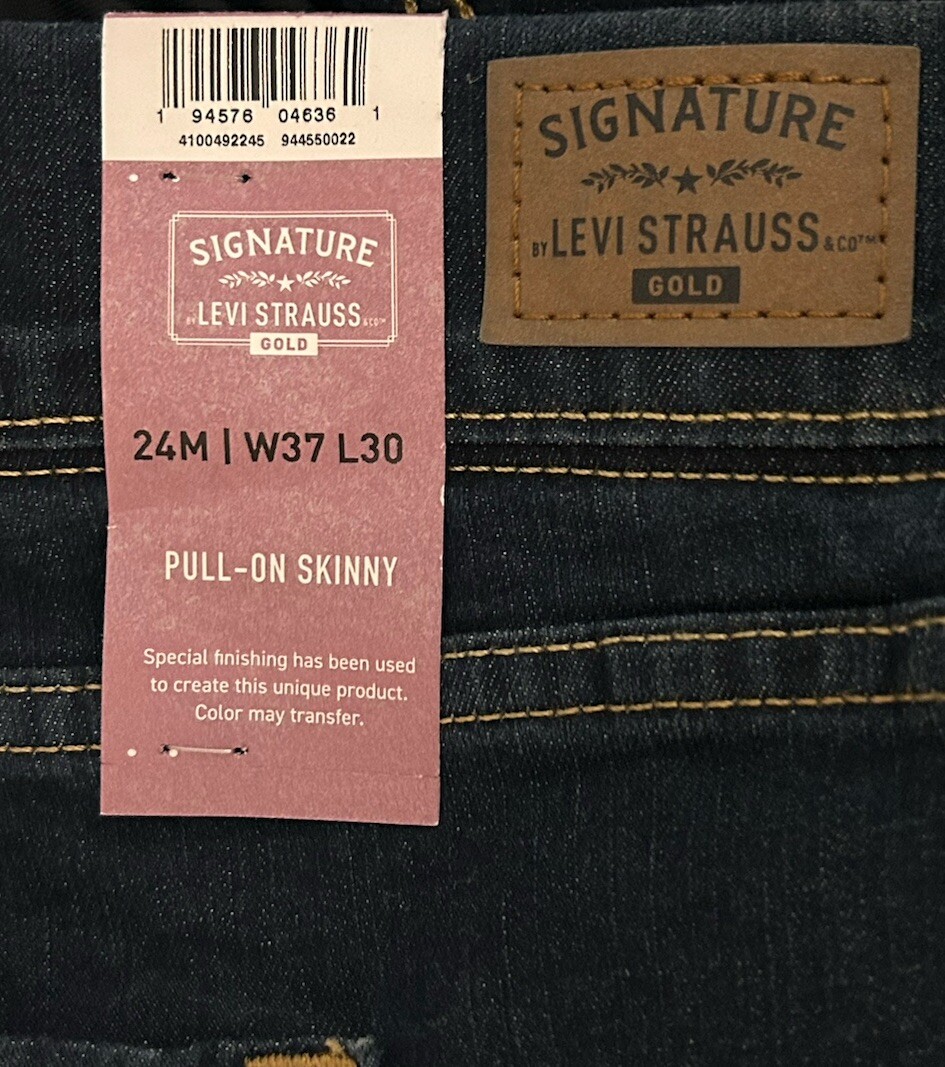 1 94576 04636 1
4100492245 944550022
SIGNATURE
BY LEVI STRAUSS & CO™
GOLD
24M | W37 L30
PULL-ON SKINNY
Special finishing has been used
to create this unique product.
Color may transfer.
SIGNATURE
BY LEVI STRAUSS & CO™
GOLD